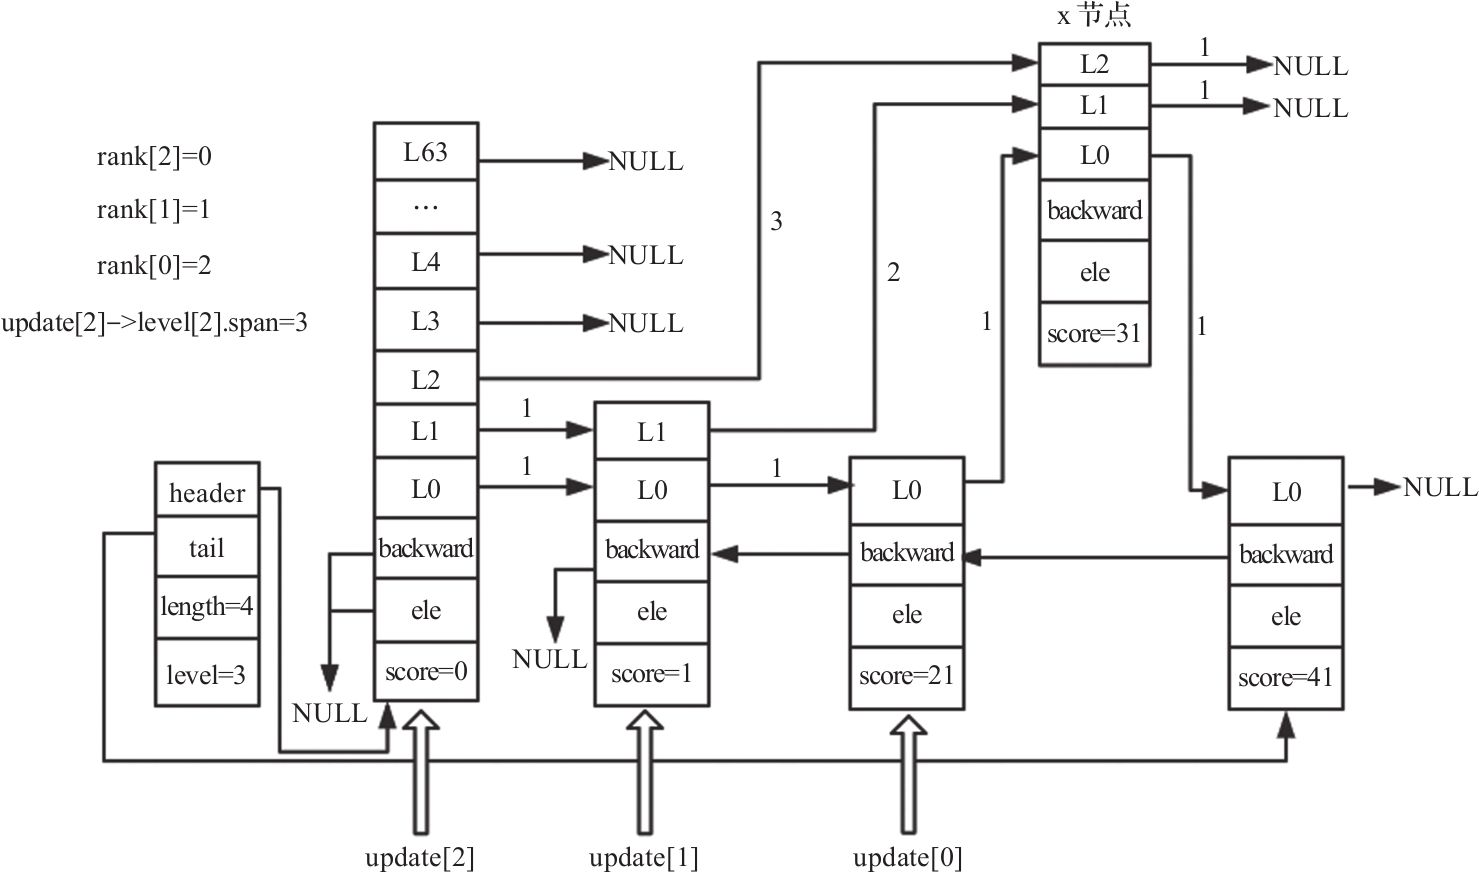 x 节点
L2
1
NULL
L1
1
NULL
L0
backward
ele
score=31
rank[2]=0
rank[1]=1
rank[0]=2
update[2]->level[2].span=3
L63
NULL
...
L4
NULL
L3
NULL
L2
3
L1
1
L0
1
backward
ele
score=0
NULL
header
tail
length=4
level=3
L1
2
L0
1
backward
ele
score=1
NULL
L0
1
backward
ele
score=21
1
L0
NULL
backward
ele
score=41
update[2]
update[1]
update[0]